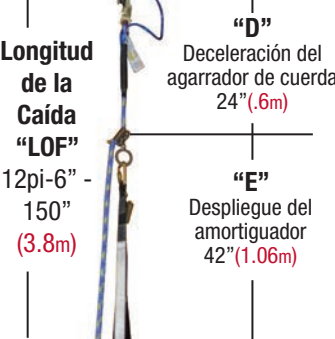 Longitud
de la
Caída
“LOF”
12pi-6” -
150”
(3.8m)
“D”
Deceleración del
agarrador de cuerda
24”(.6m)
“E”
Despliegue del
amortiguador
42”(1.06m)